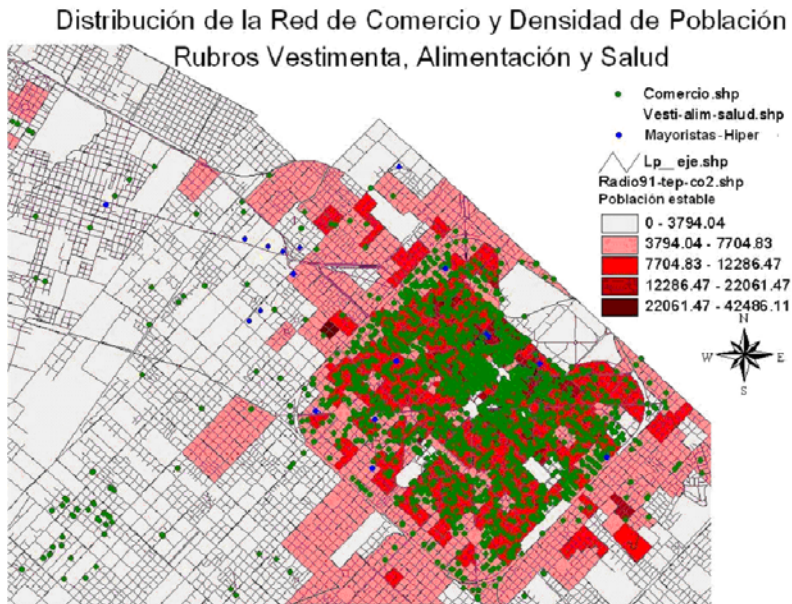 Distribución de la Red de Comercio y Densidad de Población
Rubros Vestimenta, Alimentación y Salud
Comercio.shp
Vesti-alim-salud.shp
Mayoristas-Hiper
Lp__eje.shp
Radio91-tep-co2.shp
Población estable
0 - 3794.04
3794.04 - 7704.83
7704.83 - 12286.47
12286.47 - 22061.47
22061.47 - 42486.11
N
W E
S